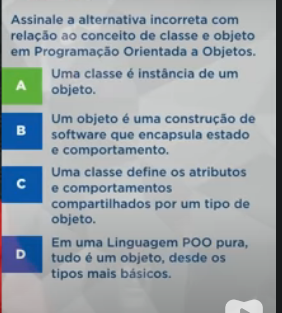 Assinale a alternativa incorreta com
relação ao conceito de classe e objeto
em Programação Orientada a Objetos.
A
Uma classe é instância de um
objeto.
B
Um objeto é uma construção de
software que encapsula estado
e comportamento.
C
Uma classe define os atributos
e comportamentos
compartilhados por um tipo de
objeto.
D
Em uma Linguagem POO pura,
tudo é um objeto, desde os
tipos mais básicos.